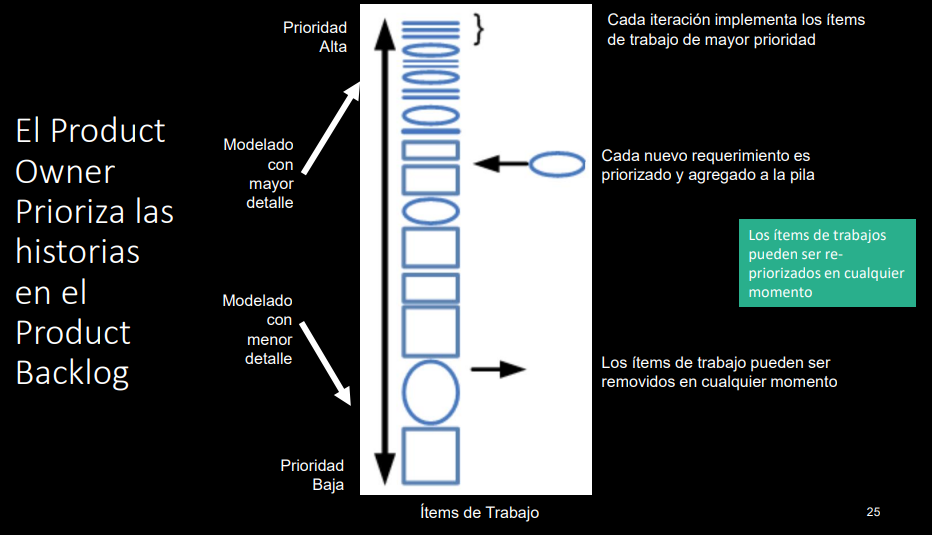 El Product
Owner
Prioriza las
historias
en el
Product
Backlog
Prioridad
Alta
Modelado
con
mayor
detalle
Modelado
con
menor
detalle
Prioridad
Baja
}
Cada iteración implementa los ítems
de trabajo de mayor prioridad
Cada nuevo requerimiento es
priorizado y agregado a la pila
Los ítems de trabajos
pueden ser re-
priorizados en cualquier
momento
Los ítems de trabajo pueden ser
removidos en cualquier momento
Ítems de Trabajo
25